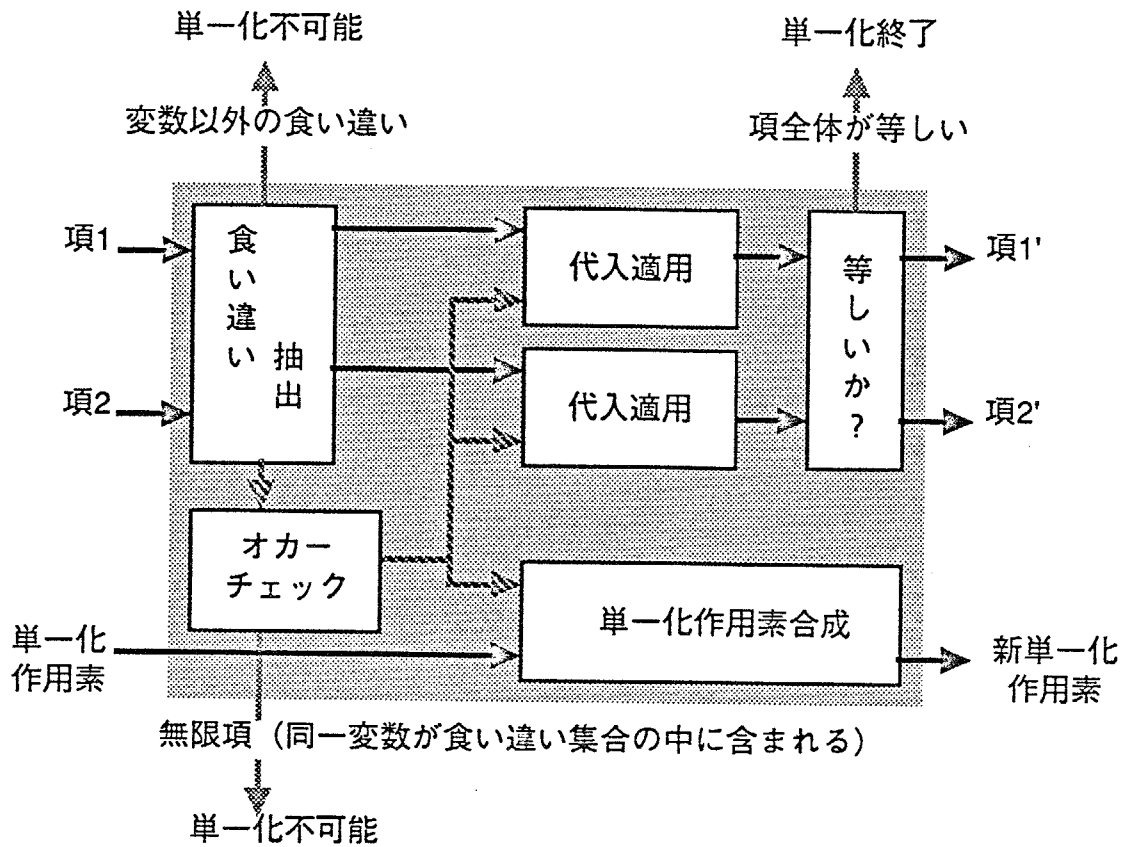 単一化不可能
単一化終了
変数以外の食い違い
項全体が等しい
項1
食い違い
抽出
代入適用
等しいか?
項1'
項2
代入適用
項2'
オカー
チェック
単一化
作用素
単一化作用素合成
新単一化
作用素
無限項（同一変数が食い違い集合の中に含まれる）
単一化不可能